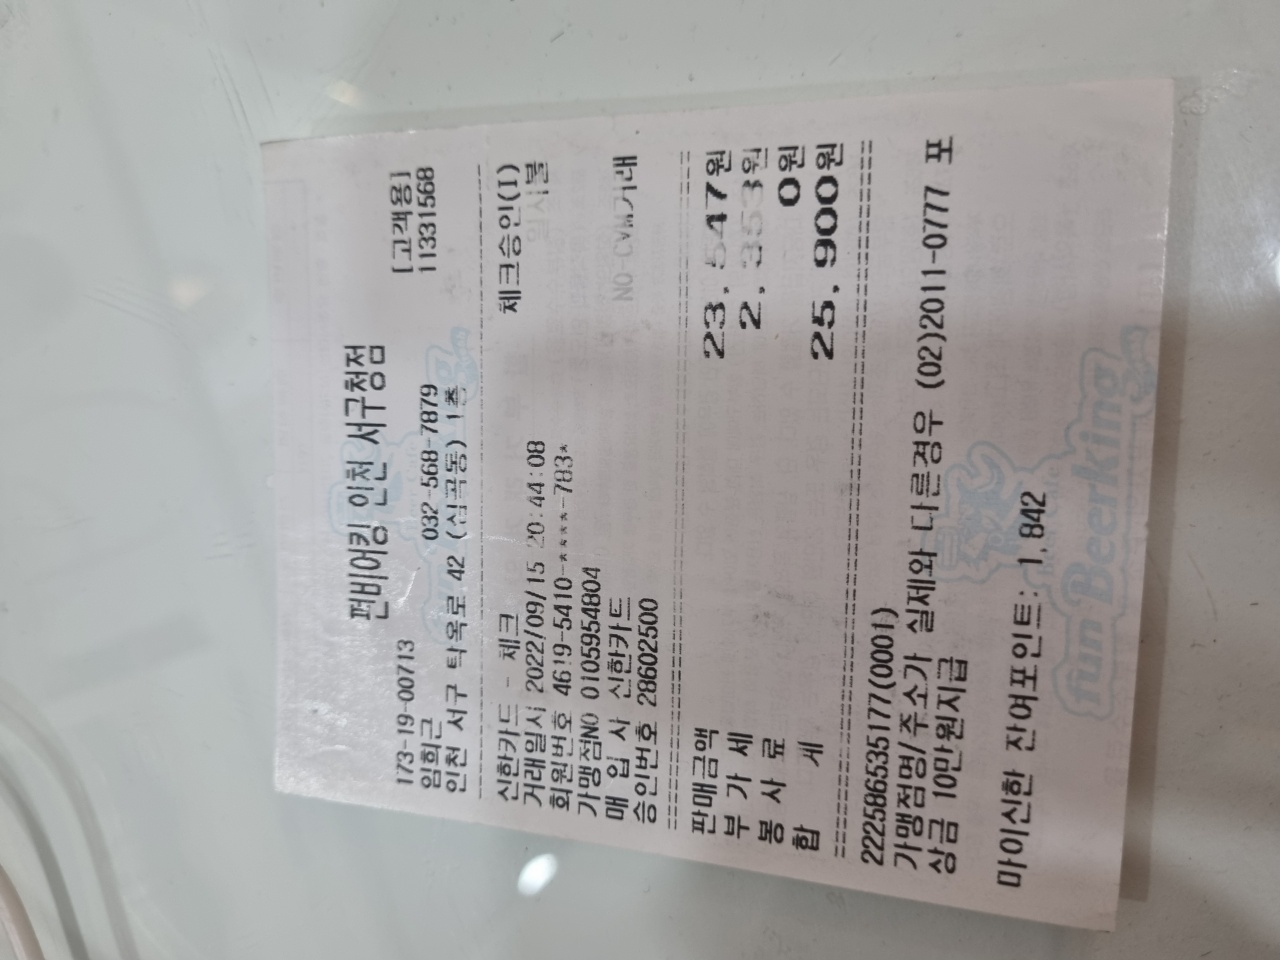 펀비어킹 인천 서구청점
[고객용]
173-19-00713 11331568
임희근 032-568-7879
인천 서구 탁옥로 42 (심곡동) 1층
신한카드 - 체크 체크승인(I)
거래일시 2022/09/15 20:44:08 일시불
회원번호 4619-5410-****-783*
가맹점NO 0105954804
매 입 사 신한카드 NO CVM거래
승인번호 28602500
판매금액 23,547원
부 가 세 2,353원
봉 사 료 0원
합 계 25,900원
222586535177(0001)
가맹점명/주소가 실제와 다른경우 (02)2011-0777 포
상금 10만원지급
마이신한 잔여포인트: 1,842
fun Beerking